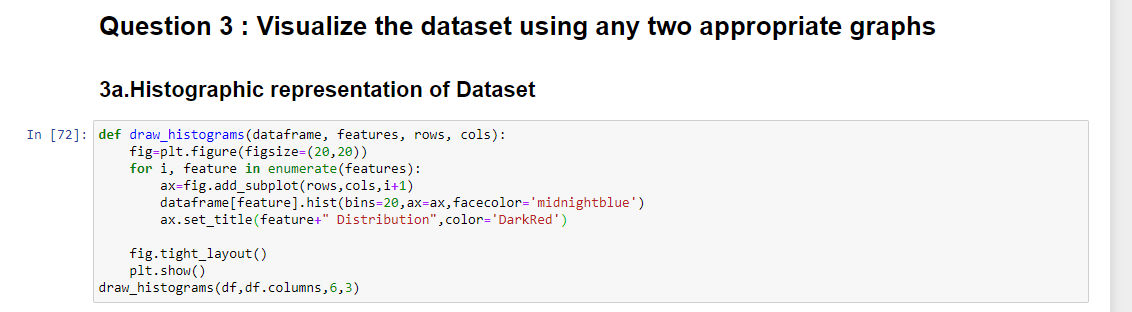 Question 3 : Visualize the dataset using any two appropriate graphs
3a.Histographic representation of Dataset
In [72]: def draw_histograms(dataframe, features, rows, cols):
    fig=plt.figure(figsize=(20,20))
    for i, feature in enumerate(features):
        ax=fig.add_subplot(rows,cols,i+1)
        dataframe[feature].hist(bins=20,ax=ax,facecolor='midnightblue')
        ax.set_title(feature+" Distribution",color='DarkRed')
    fig.tight_layout()
    plt.show()
draw_histograms(df,df.columns,6,3)